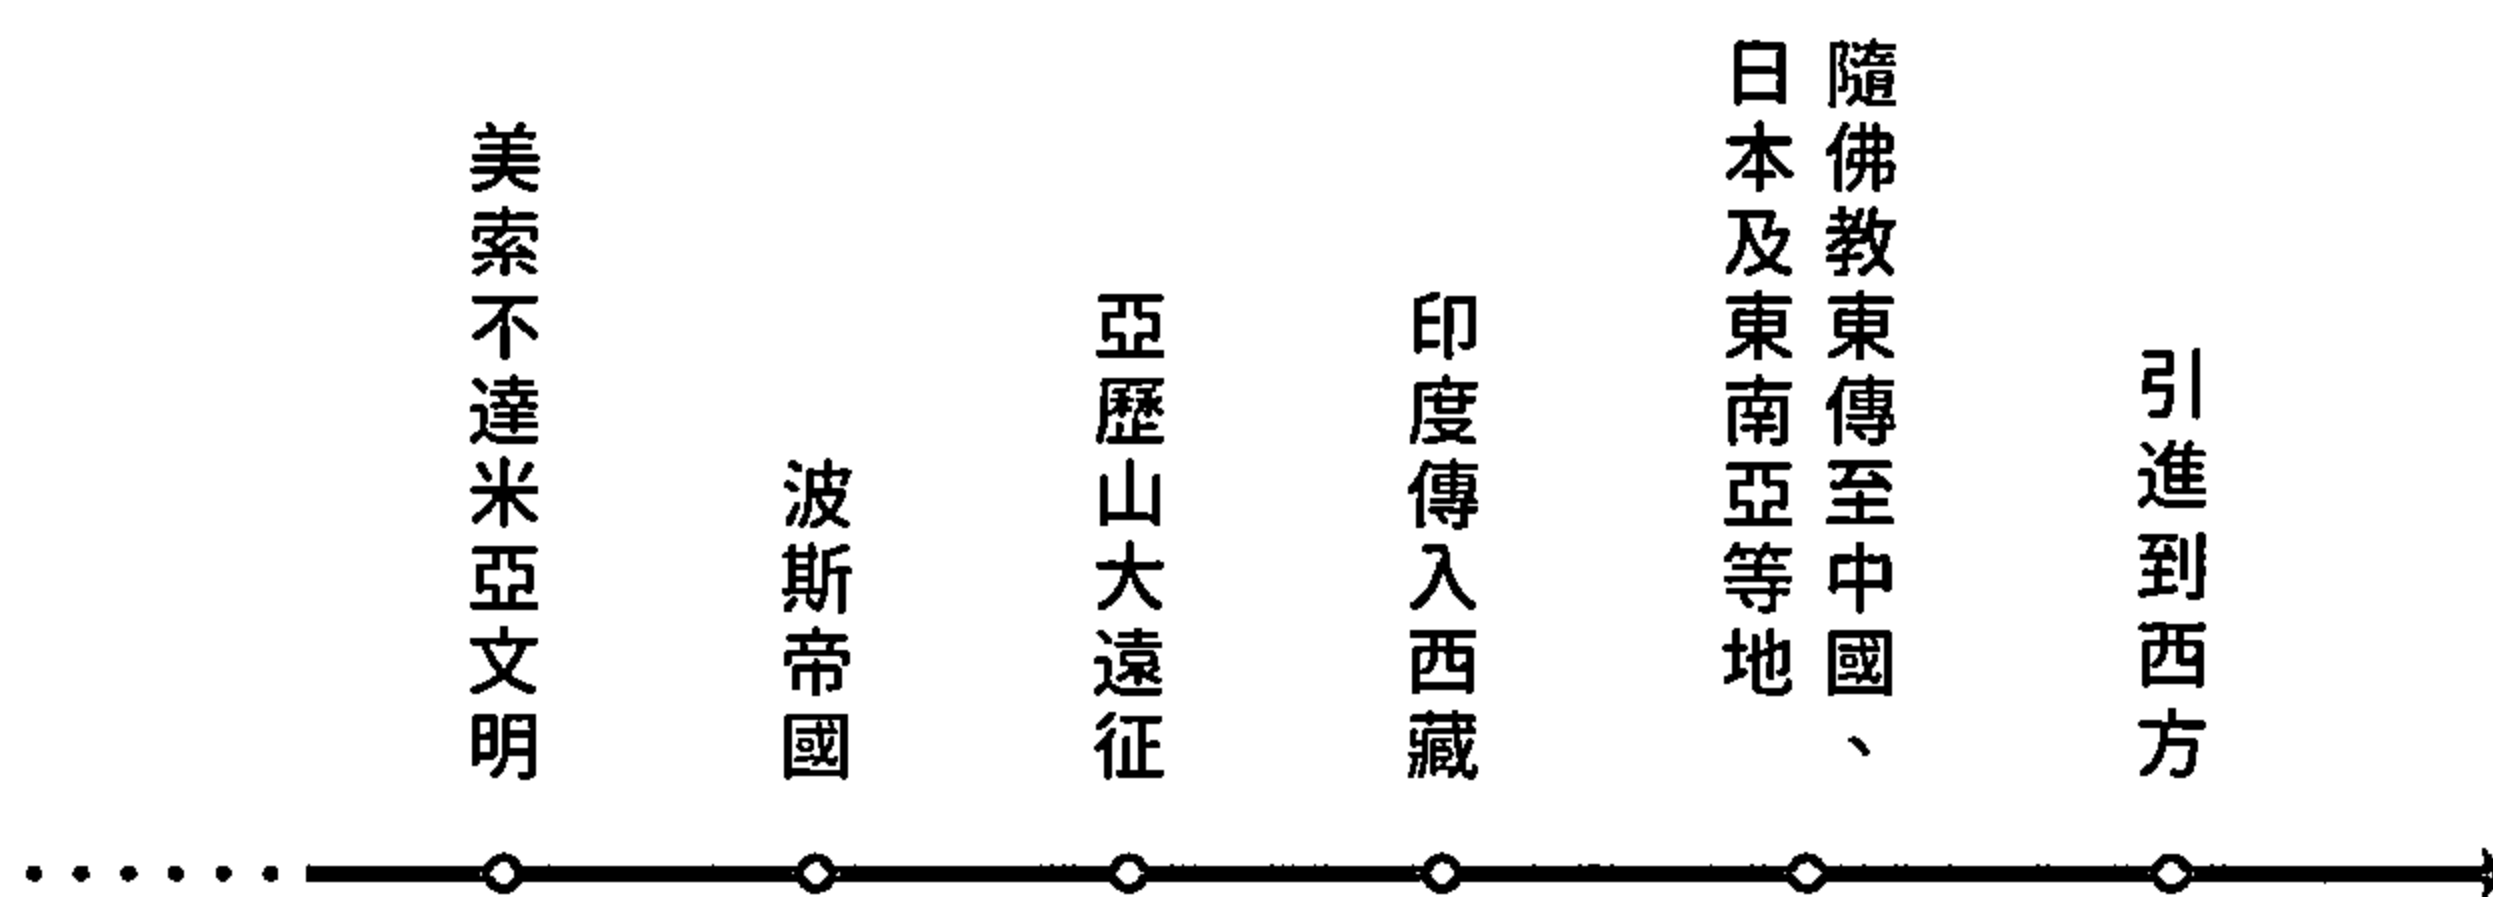 美索不達米亞文明
波斯帝國
亞歷山大遠征
印度傳入西藏
隨佛教東傳至中國、
日本及東南亞等地
引進到西方